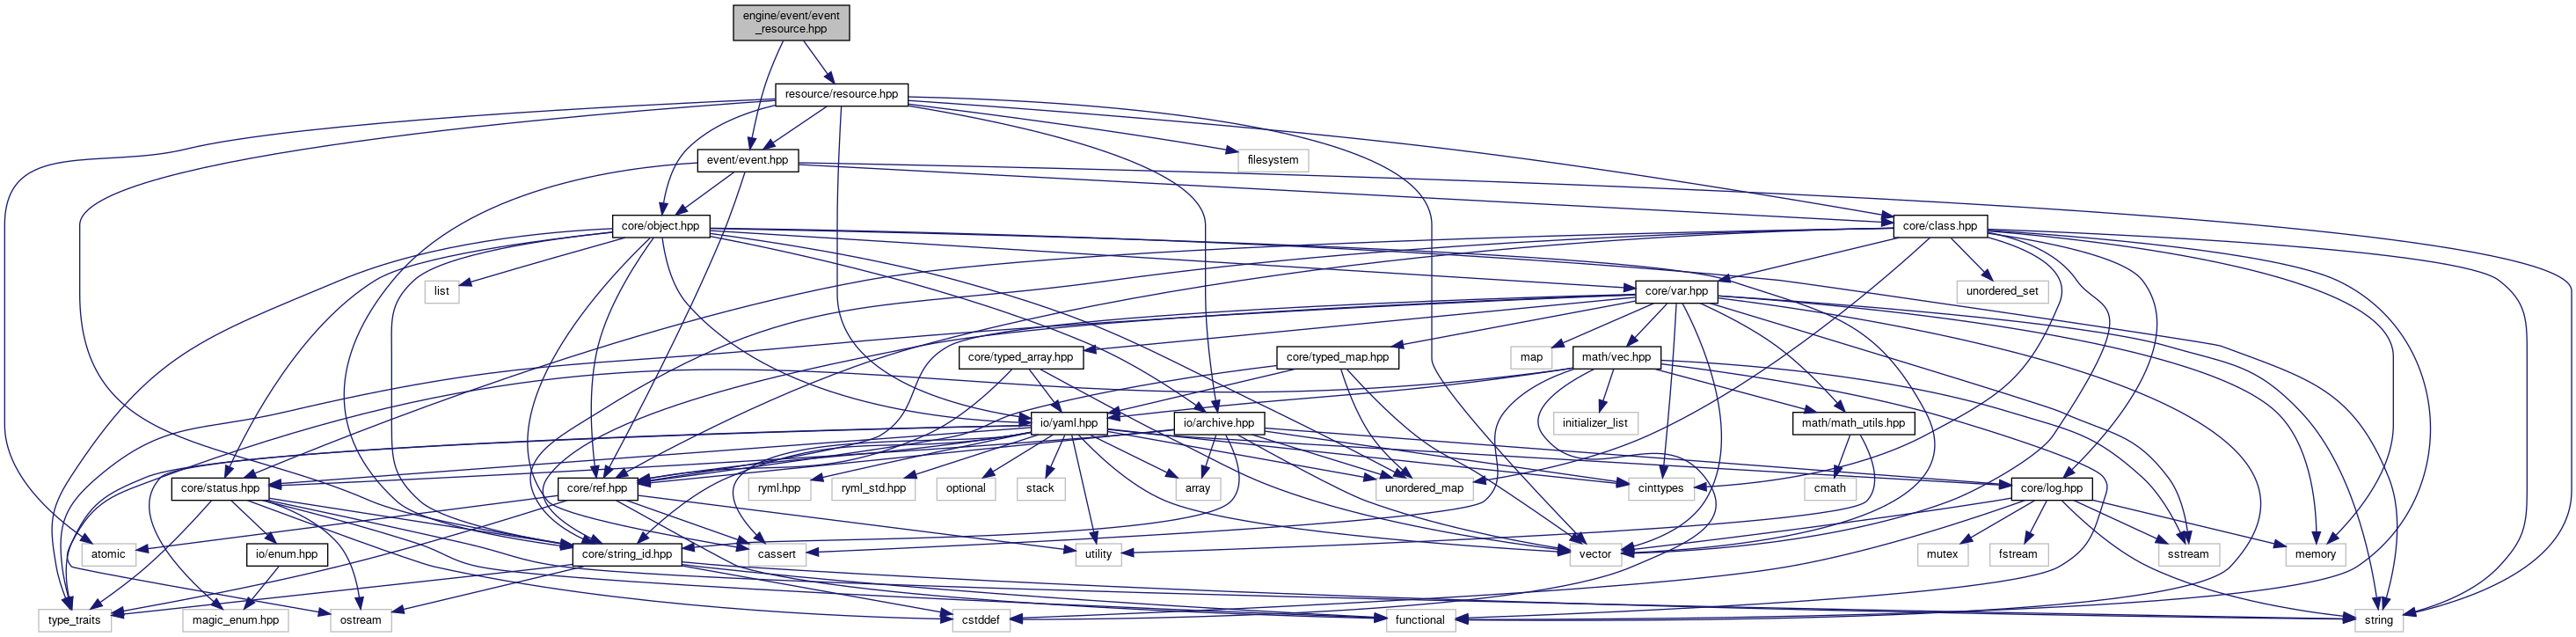 engine/event/event
_resource.hpp
resource/resource.hpp
event/event.hpp
filesystem
core/object.hpp
core/class.hpp
list
core/var.hpp
unordered_set
core/typed_array.hpp
core/typed_map.hpp
map
math/vec.hpp
io/yaml.hpp
io/archive.hpp
initializer_list
math/math_utils.hpp
core/status.hpp
core/ref.hpp
ryml.hpp
ryml_std.hpp
optional
stack
array
unordered_map
cinttypes
cmath
core/log.hpp
atomic
io/enum.hpp
core/string_id.hpp
cassert
utility
vector
mutex
fstream
sstream
memory
type_traits
magic_enum.hpp
ostream
cstddef
functional
string